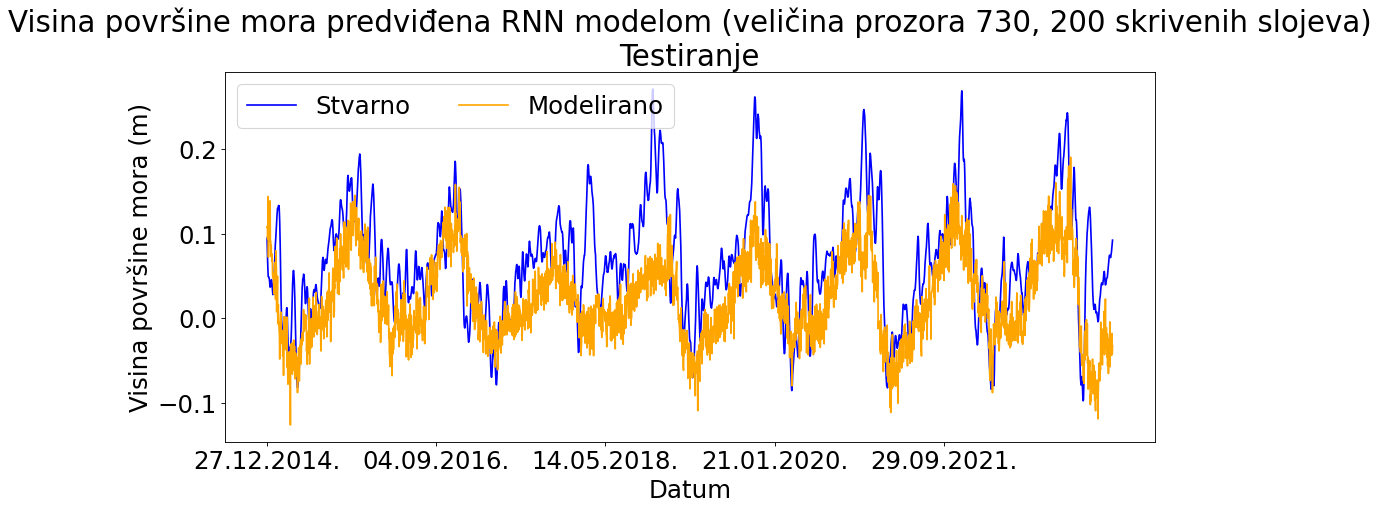 Visina površine mora predviđena RNN modelom (veličina prozora 730, 200 skrivenih slojeva)
Testiranje
Stvarno Modelirano
Visina površine mora (m)
0.2
0.1
0.0
−0.1
27.12.2014. 04.09.2016. 14.05.2018. 21.01.2020. 29.09.2021.
Datum